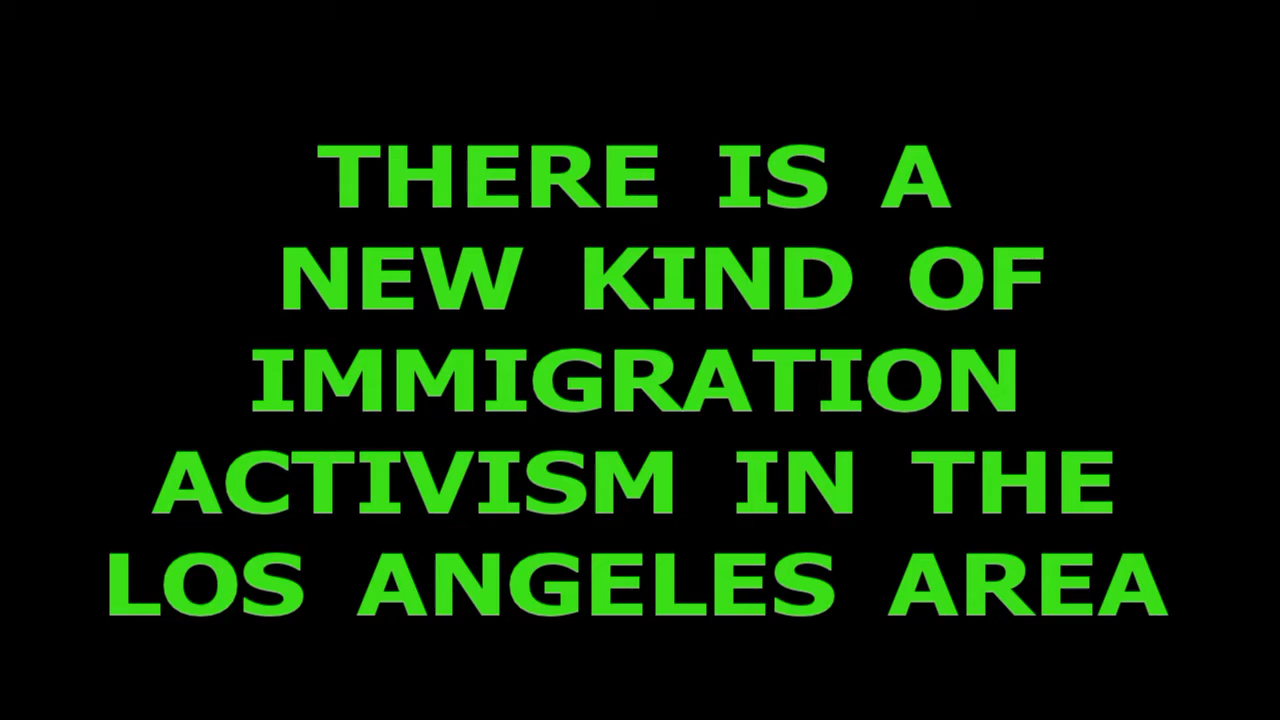 THERE IS A
NEW KIND OF
IMMIGRATION
ACTIVISM IN THE
LOS ANGELES AREA